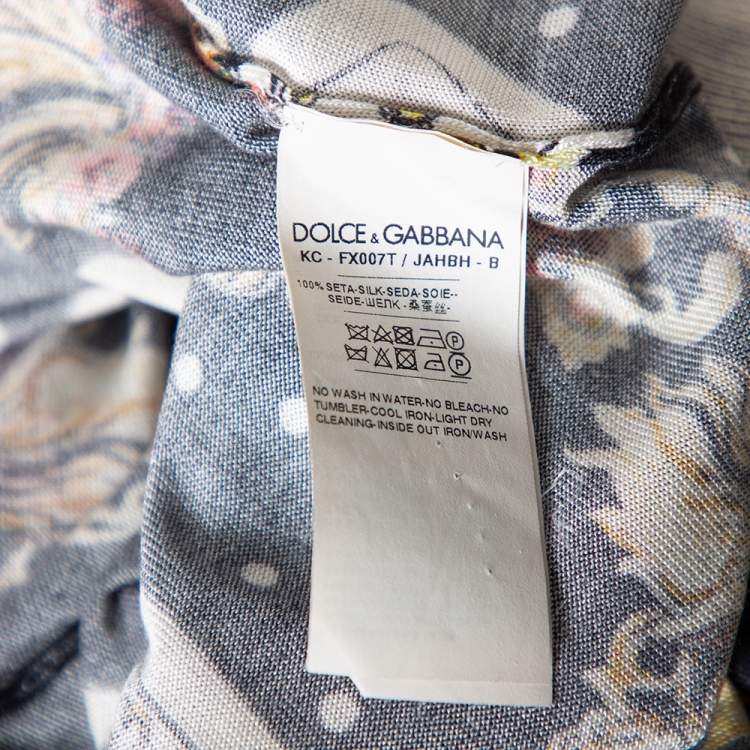 DOLCE & GABBANA
KC - FX007T / JAHBH - B
100% SETA-SILK-SEDA-SOIE--
SEIDE-ШЕЛК-桑蚕丝-
NO WASH IN WATER-NO BLEACH-NO
TUMBLER-COOL IRON-LIGHT DRY
CLEANING-INSIDE OUT IRON/WASH